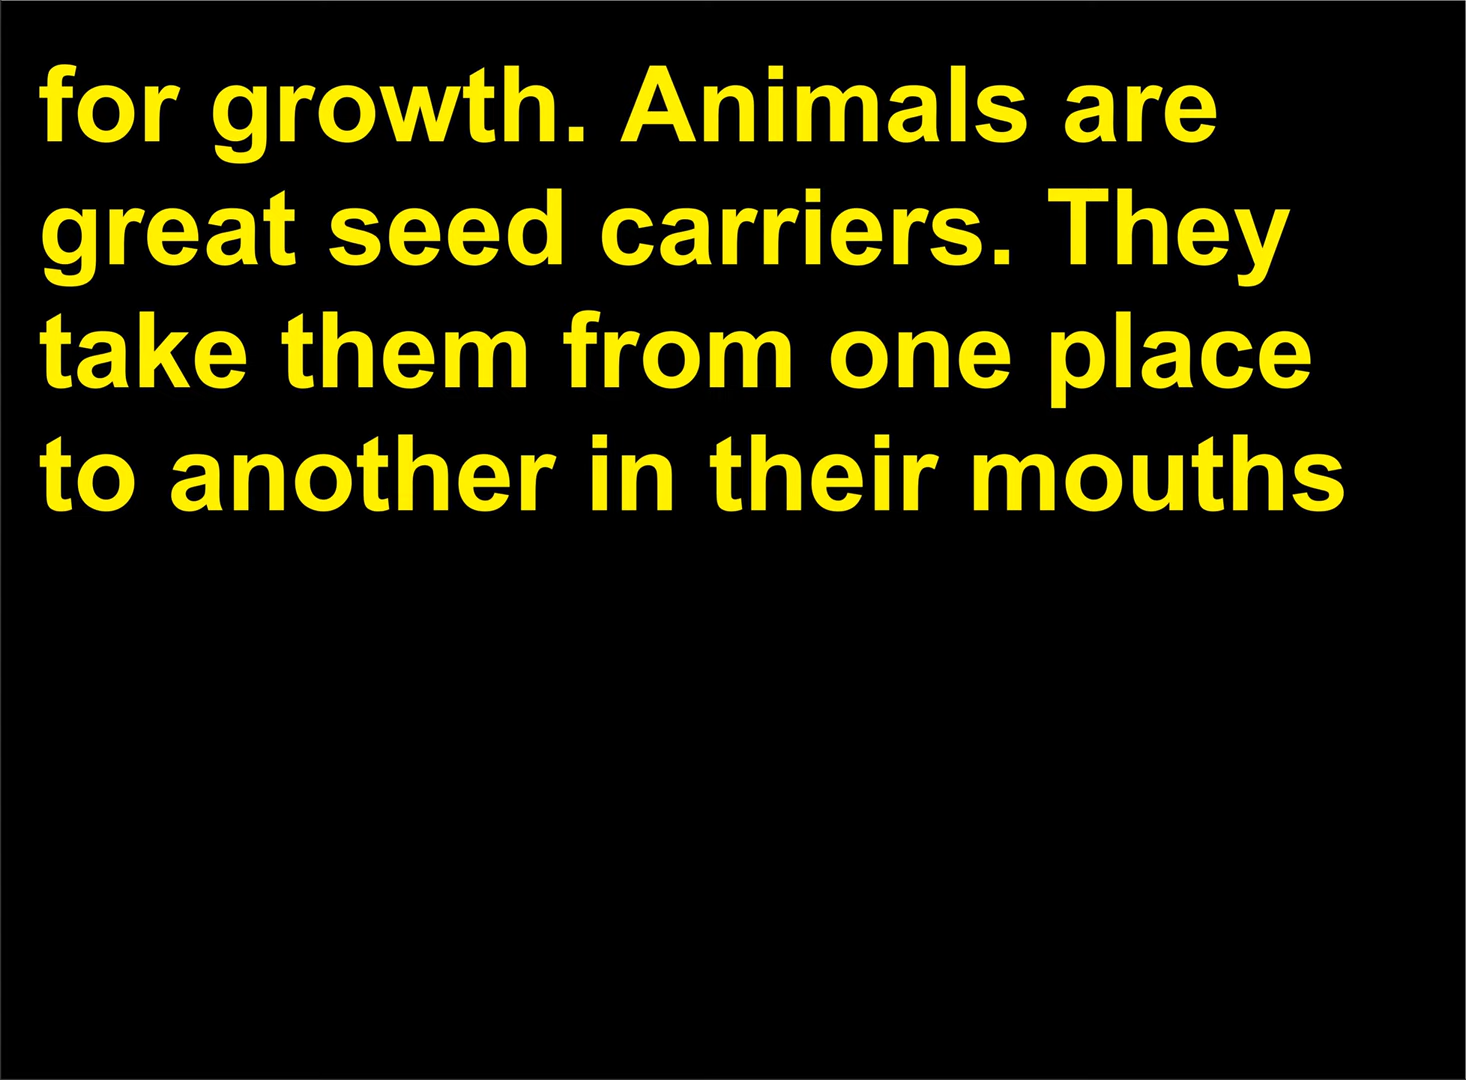 for growth. Animals are
great seed carriers. They
take them from one place
to another in their mouths